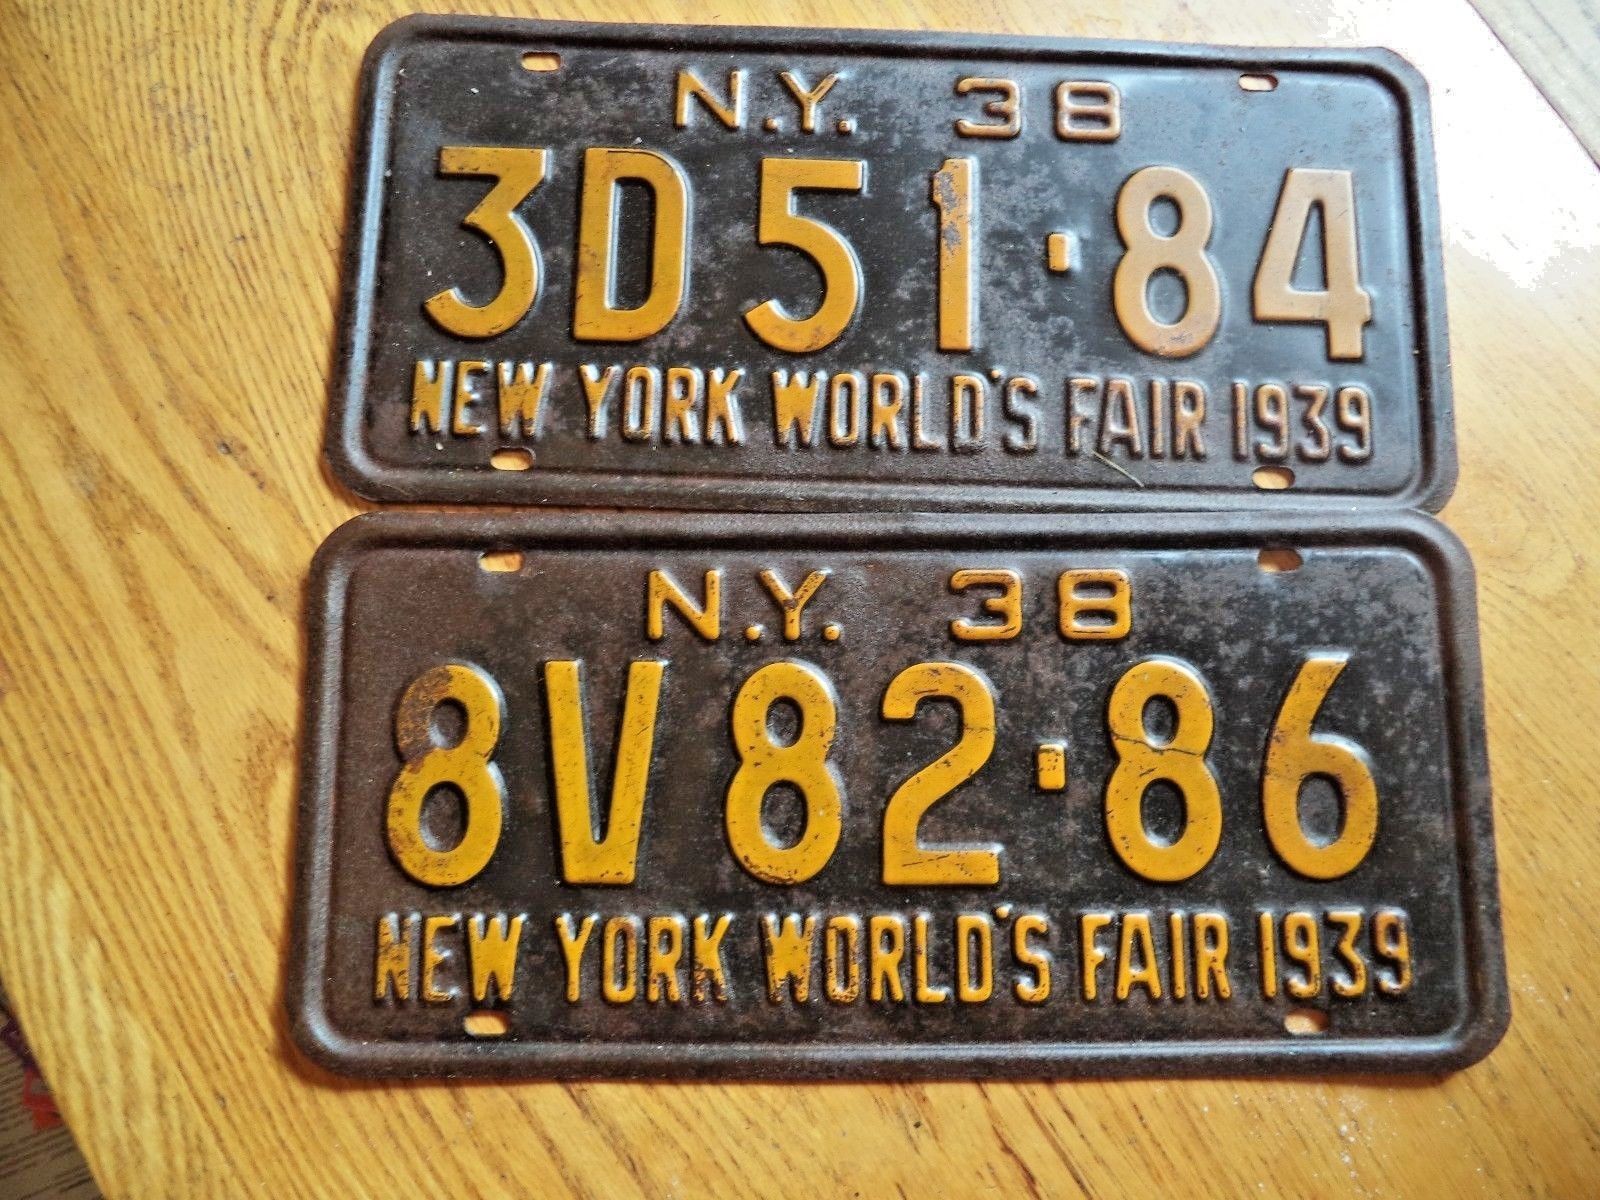 N.Y. 38
3D51·84
NEW YORK WORLD'S FAIR 1939
N.Y. 38
8V82·86
NEW YORK WORLD'S FAIR 1939